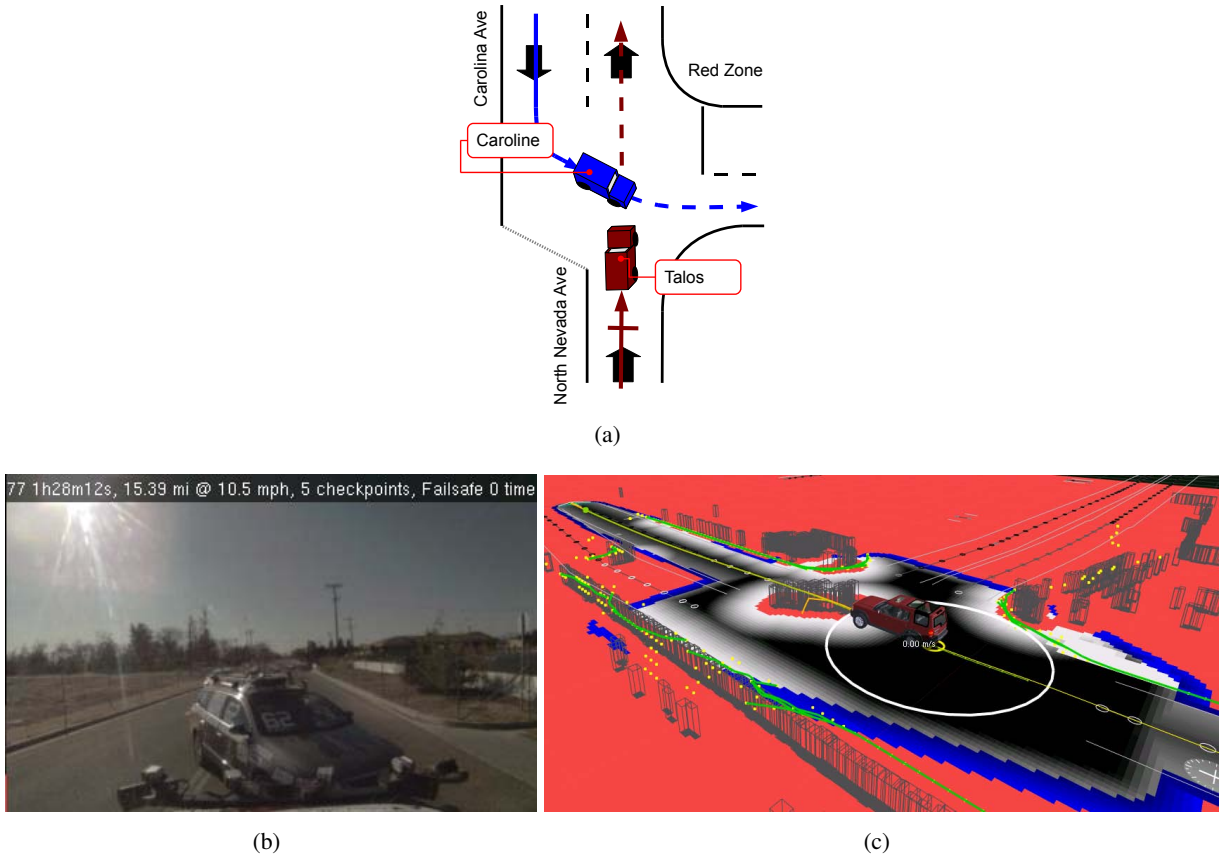 Carolina Ave
Red Zone
Caroline
North Nevada Ave
Talos
(a)
77 1h28m12s, 15.39 mi @ 10.5 mph, 5 checkpoints, Failsafe 0 time
62
0.00 m/s
(b)
(c)